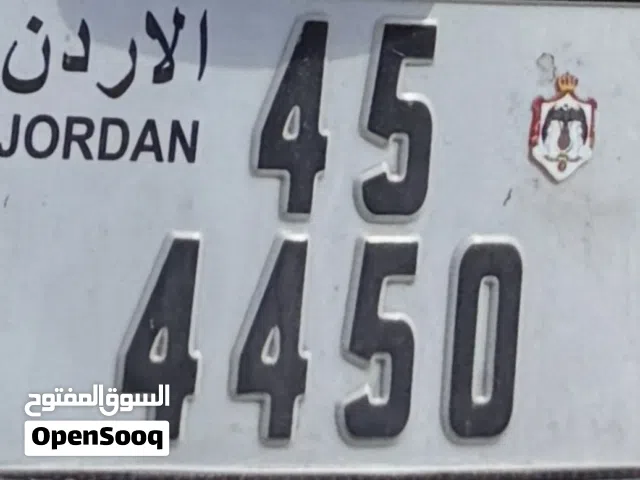 الاردن
45
JORDAN
4450
السوق المفتوح
OpenSooq